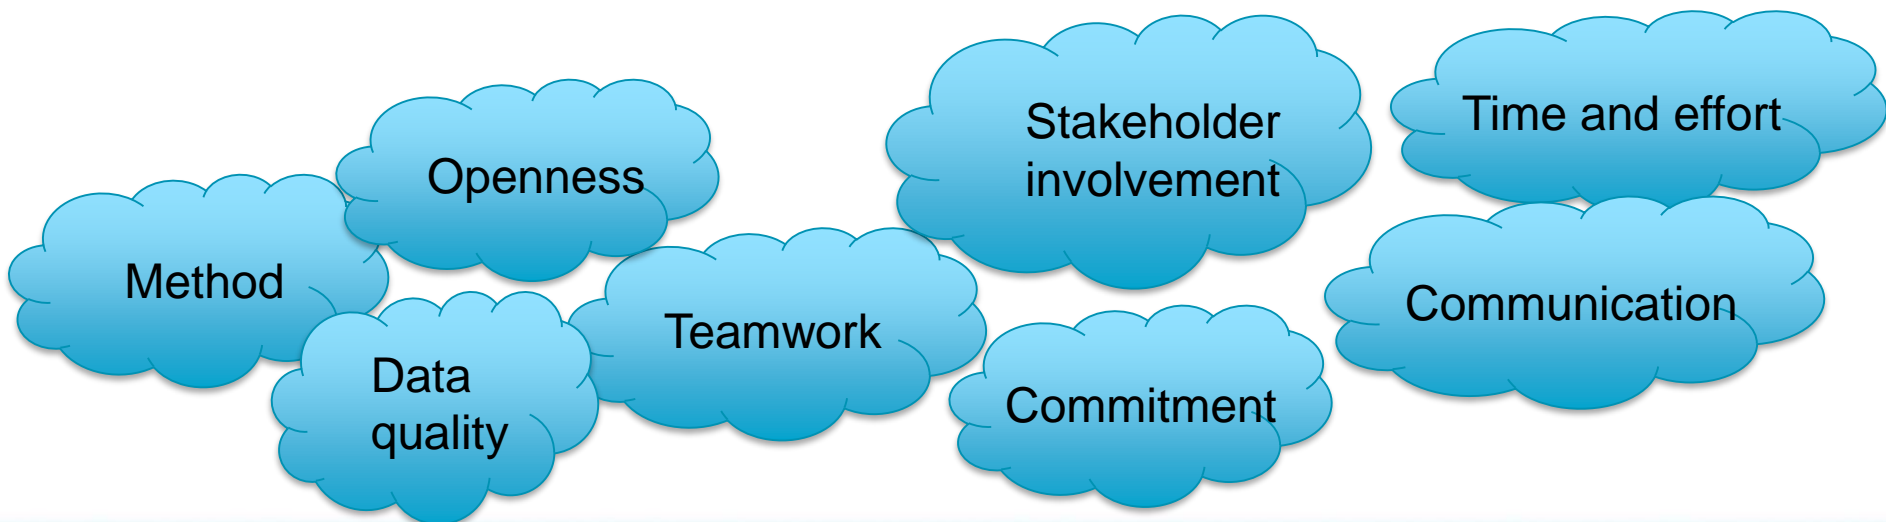 Method
Openness
Data
quality
Teamwork
Stakeholder
involvement
Commitment
Time and effort
Communication